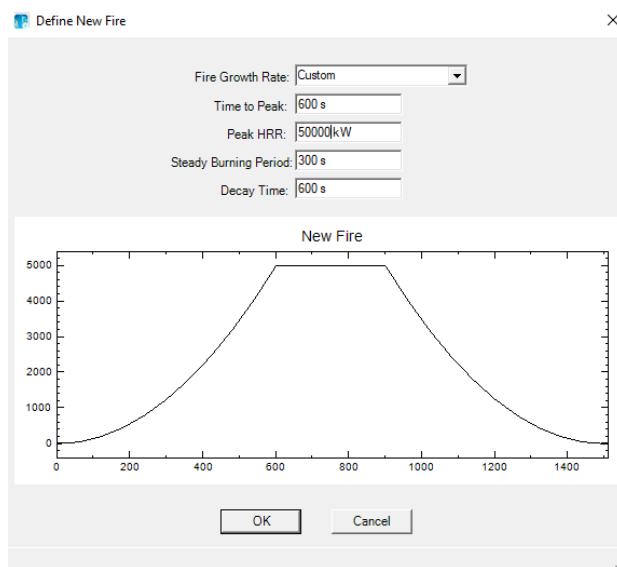 Define New Fire
Fire Growth Rate: Custom
Time to Peak: 600 s
Peak HRR: 50000 kW
Steady Burning Period: 300 s
Decay Time: 600 s
New Fire
5000
4000
3000
2000
1000
0
0 200 400 600 800 1000 1200 1400
OK Cancel